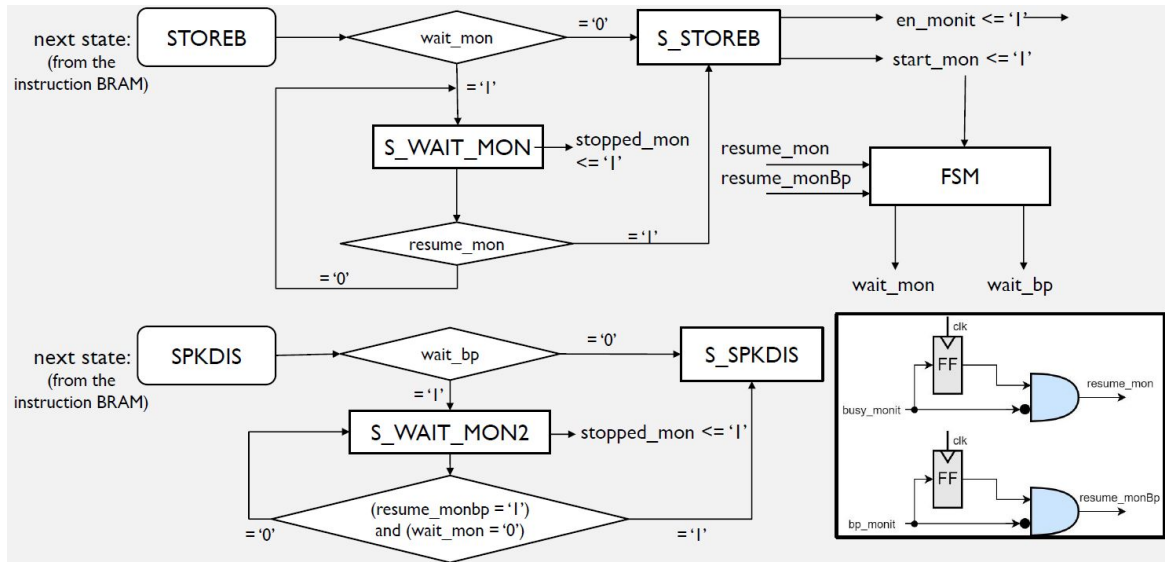 next state:
(from the
instruction BRAM)
STOREB
wait_mon
= '0'
S_STOREB
en_monit <= '1'
start_mon <= '1'
= '1'
S_WAIT_MON
stopped_mon
<= '1'
resume_mon
= '1'
= '0'
resume_mon
resume_monBp
FSM
wait_mon
wait_bp
next state:
(from the
instruction BRAM)
SPKDIS
wait_bp
= '0'
S_SPKDIS
= '1'
S_WAIT_MON2
stopped_mon <= '1'
(resume_monbp = '1')
and (wait_mon = '0')
= '0'
= '1'
clk
FF
busy_monit
resume_mon
clk
FF
bp_monit
resume_monBp